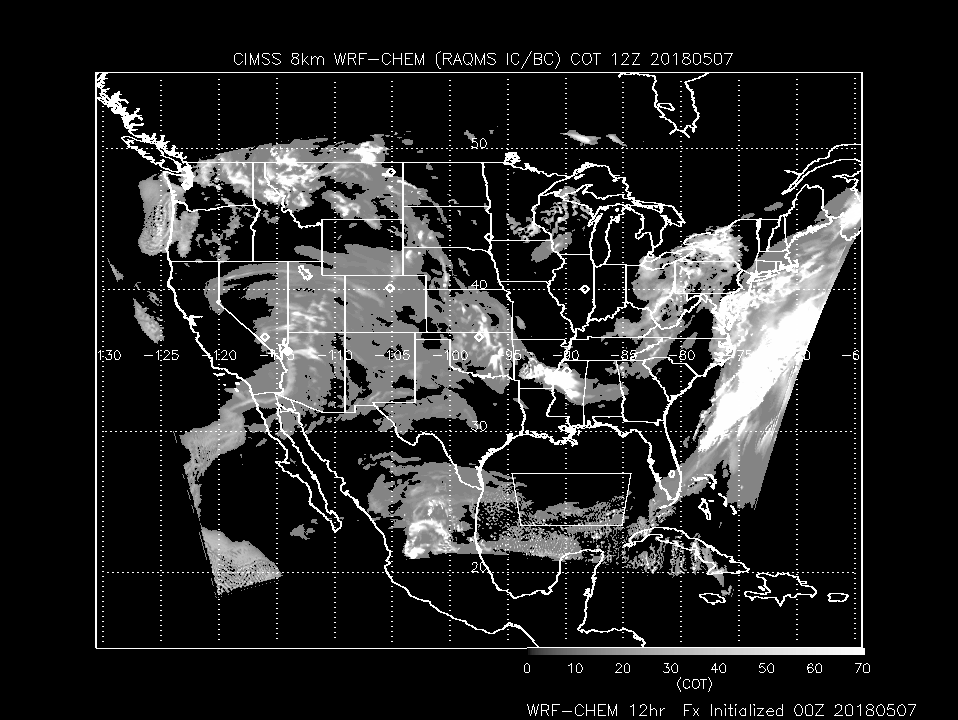 CIMSS 8km WRF-CHEM (RAQMS IC/BC) COT 12Z 20180507
50
40
130 -125 -120 -110 -105 -100 -95 -90 -85 -80 -75 70 -6
30
20
0 10 20 30 40 50 60 70
(COT)
WRF-CHEM 12hr Fx Initialized 00Z 20180507